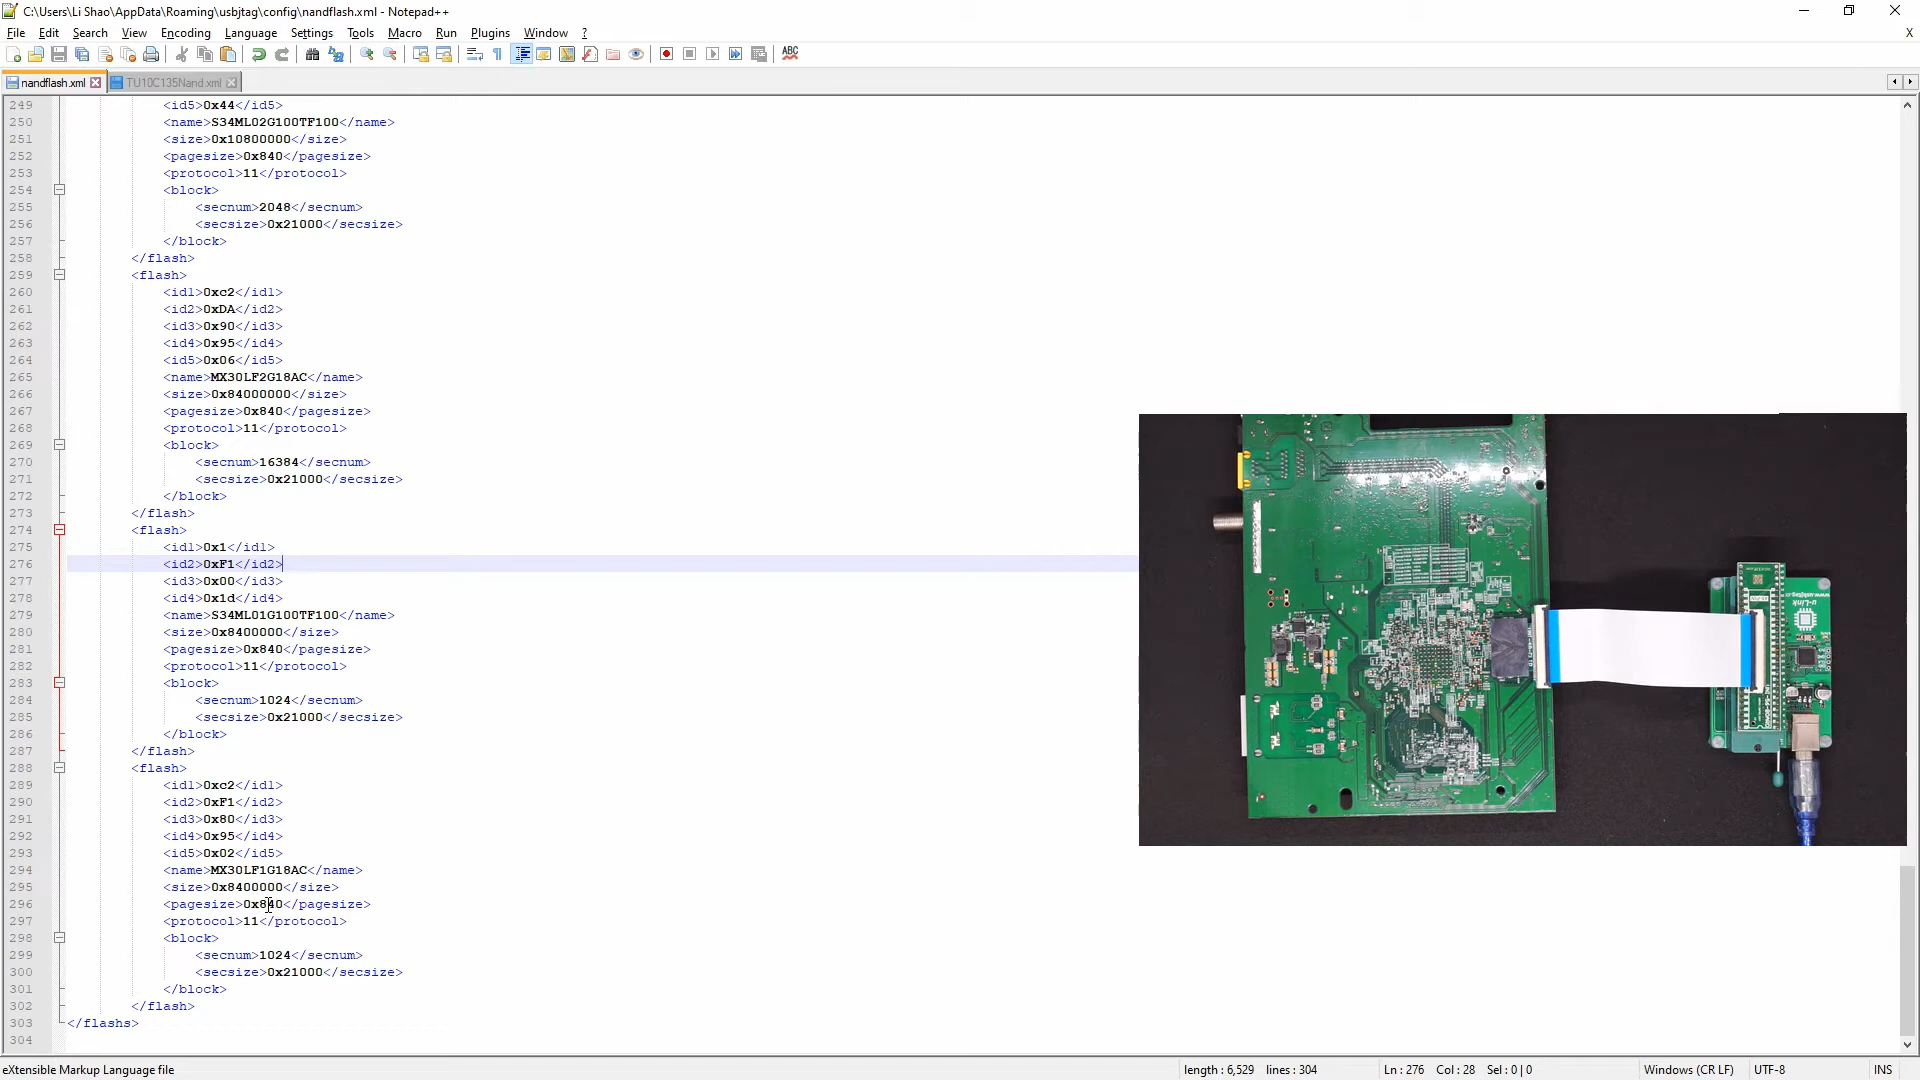 C:\Users\Li Shao\AppData\Roaming\usbjtag\config\nandflash.xml - Notepad++
File Edit Search View Encoding Language Settings Tools Macro Run Plugins Window ? X
nandflash.xml TU10C135Nand.xml
249 <id5>0x44</id5>
250 <name>S34ML02G100TF100</name>
251 <size>0x10800000</size>
252 <pagesize>0x840</pagesize>
253 <protocol>11</protocol>
254 <block>
255 <secnum>2048</secnum>
256 <secsize>0x21000</secsize>
257 </block>
258 </flash>
259 <flash>
260 <id1>0xc2</id1>
261 <id2>0xDA</id2>
262 <id3>0x90</id3>
263 <id4>0x95</id4>
264 <id5>0x06</id5>
265 <name>MX30LF2G18AC</name>
266 <size>0x84000000</size>
267 <pagesize>0x840</pagesize>
268 <protocol>11</protocol>
269 <block>
270 <secnum>16384</secnum>
271 <secsize>0x21000</secsize>
272 </block>
273 </flash>
274 <flash>
275 <id1>0x1</id1>
276 <id2>0xF1</id2>
277 <id3>0x00</id3>
278 <id4>0x1d</id4>
279 <name>S34ML01G100TF100</name>
280 <size>0x8400000</size>
281 <pagesize>0x840</pagesize>
282 <protocol>11</protocol>
283 <block>
284 <secnum>1024</secnum>
285 <secsize>0x21000</secsize>
286 </block>
287 </flash>
288 <flash>
289 <id1>0xc2</id1>
290 <id2>0xF1</id2>
291 <id3>0x80</id3>
292 <id4>0x95</id4>
293 <id5>0x02</id5>
294 <name>MX30LF1G18AC</name>
295 <size>0x8400000</size>
296 <pagesize>0x840</pagesize>
297 <protocol>11</protocol>
298 <block>
299 <secnum>1024</secnum>
300 <secsize>0x21000</secsize>
301 </block>
302 </flash>
303 </flashs>
304
u-Link
eXtensible Markup Language file length : 6,529 lines : 304 Ln : 276 Col : 28 Sel : 0 | 0 Windows (CR LF) UTF-8 INS